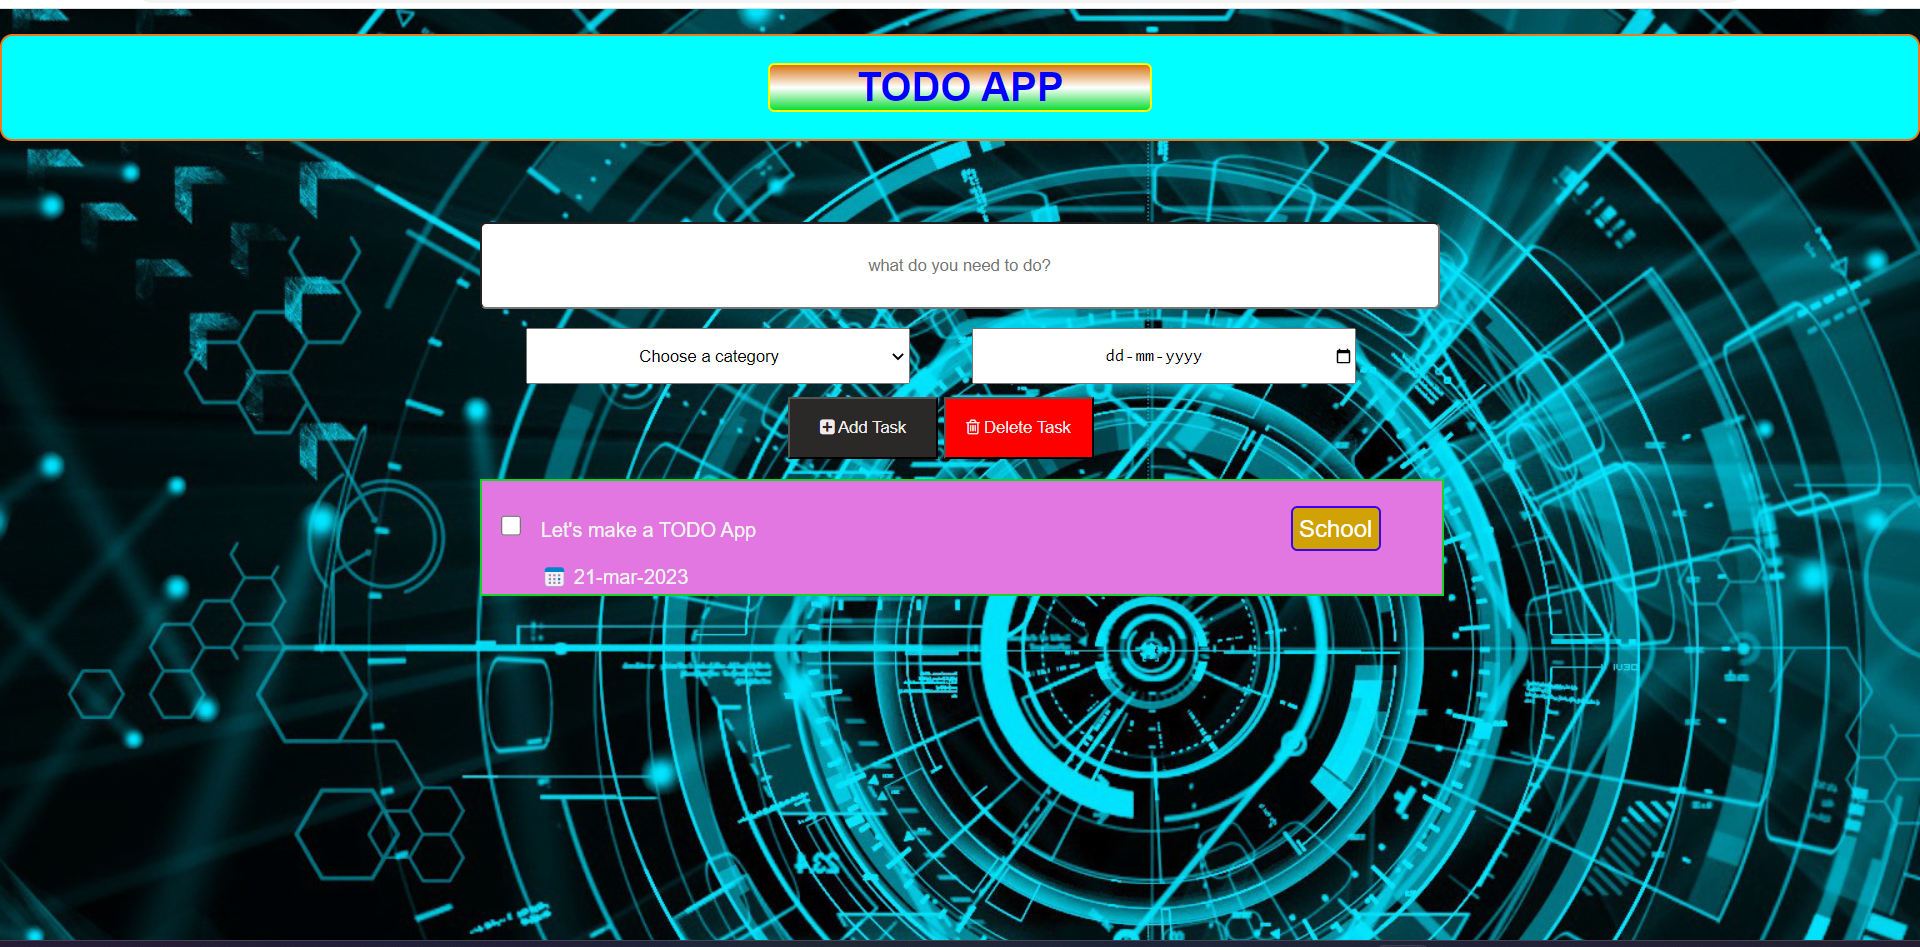 TODO APP
what do you need to do?
Choose a category
dd-mm-yyyy
Add Task
Delete Task
Let's make a TODO App
School
21-mar-2023